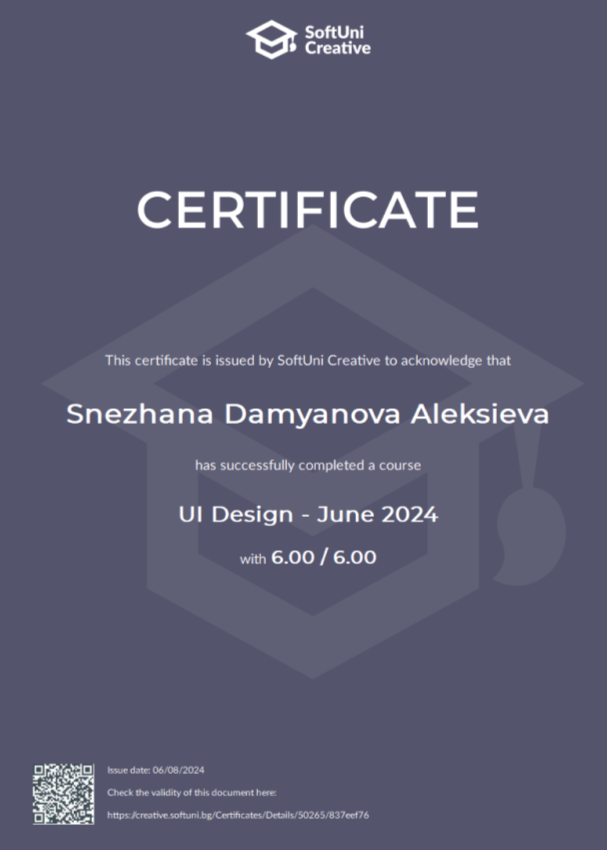 SoftUni
Creative
CERTIFICATE
This certificate is issued by SoftUni Creative to acknowledge that
Snezhana Damyanova Aleksieva
has successfully completed a course
UI Design - June 2024
with 6.00 / 6.00
Issue date: 06/08/2024
Check the validity of this document here:
https://creative.softuni.bg/Certificates/Details/50265/837eef76